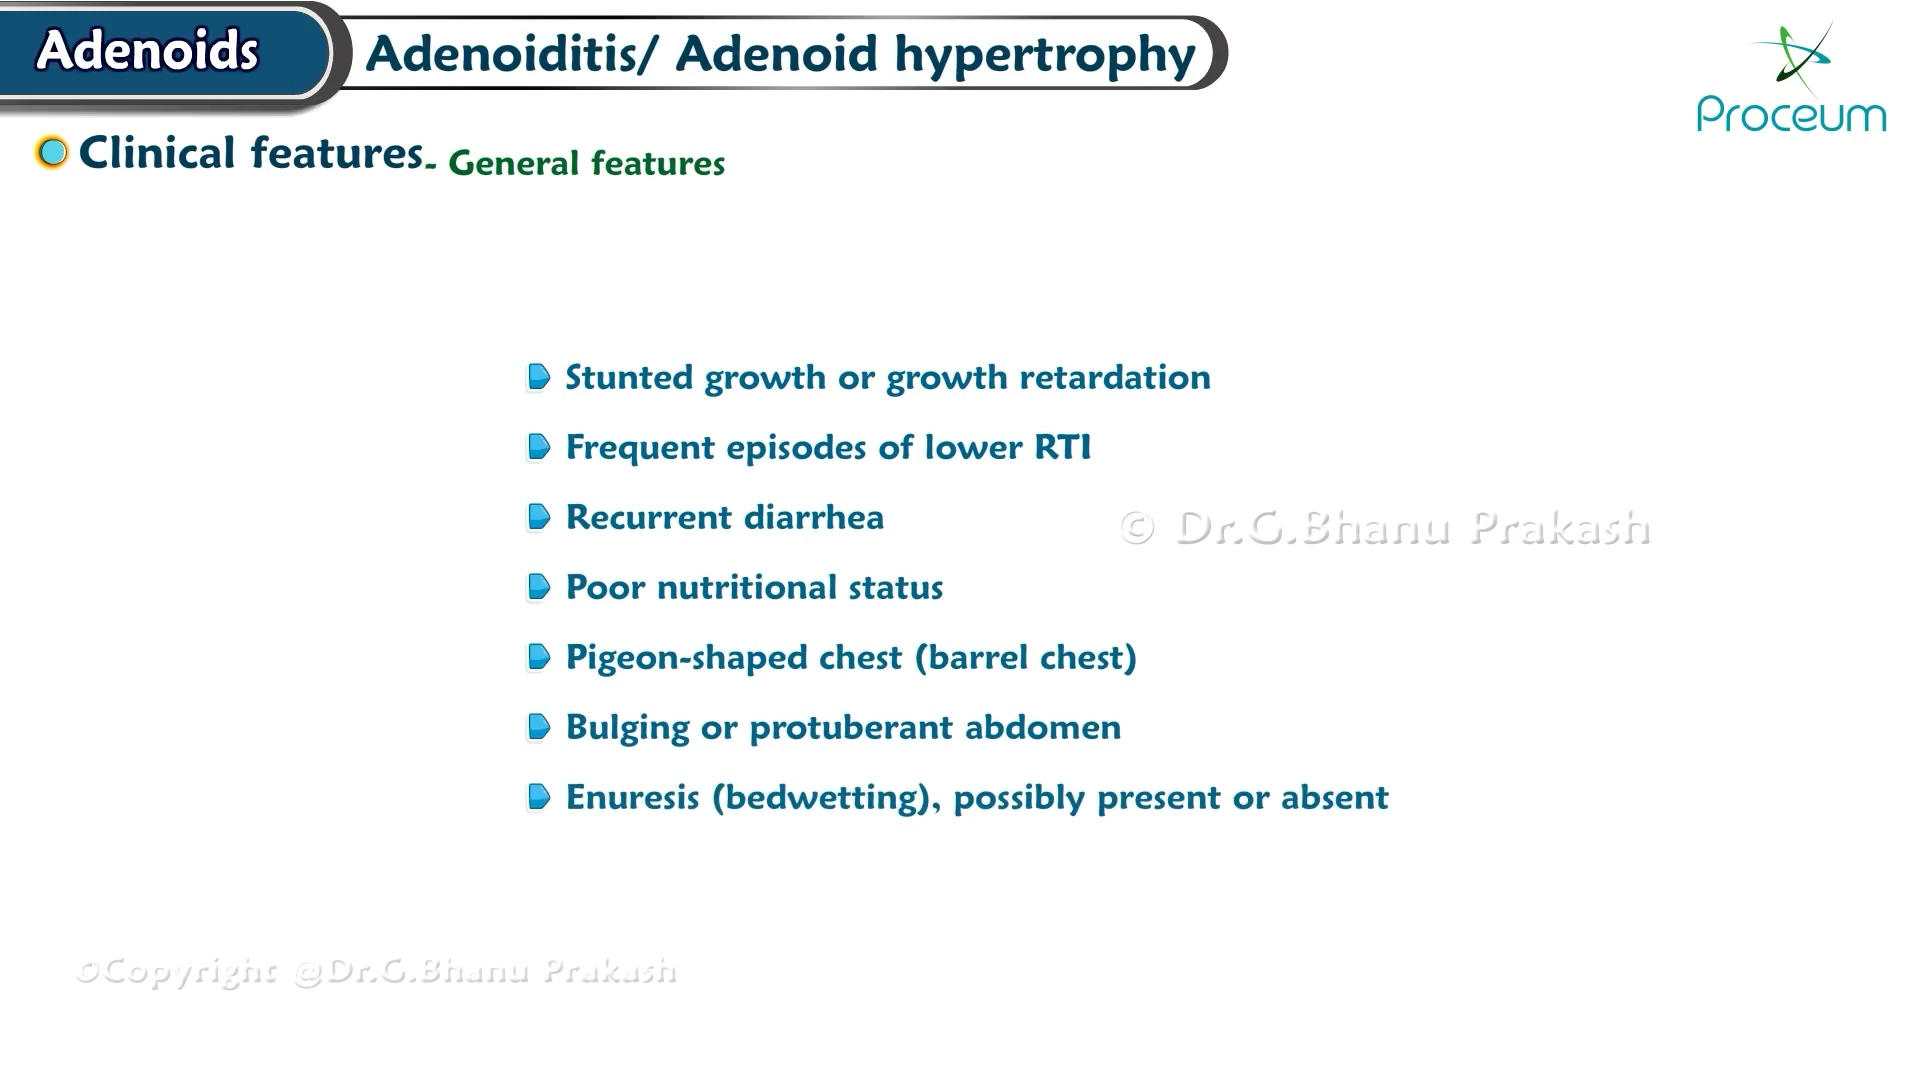 Adenoids
Adenoiditis/ Adenoid hypertrophy
Proceum
Clinical features- General features
Stunted growth or growth retardation
Frequent episodes of lower RTI
Recurrent diarrhea
© Dr.G.Bhanu Prakash
Poor nutritional status
Pigeon-shaped chest (barrel chest)
Bulging or protuberant abdomen
Enuresis (bedwetting), possibly present or absent
©Copyright @Dr.G.Bhanu Prakash